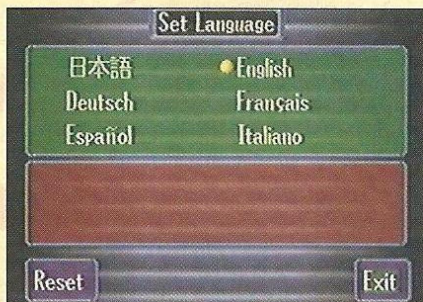 Set Language
日本語 English
Deutsch Français
Español Italiano
Reset Exit